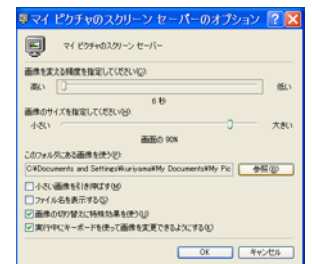 マイ ピクチャのスクリーン セーバーのオプション
マイ ピクチャのスクリーン セーバー
画像を変える頻度を指定してください(C):
高い 低い
6 秒
画像のサイズを指定してください(H):
小さい 大きい
画面の 90%
このフォルダにある画像を使う(P):
C:¥Documents and Settings¥kuriyama¥My Documents¥My Pic 参照(B)
小さい画像を引き伸ばす(M)
ファイル名を表示する(S)
画像の切り替えに特殊効果を使う(U)
実行中にキーボードを使って画像を変更できるようにする(K)
OK キャンセル